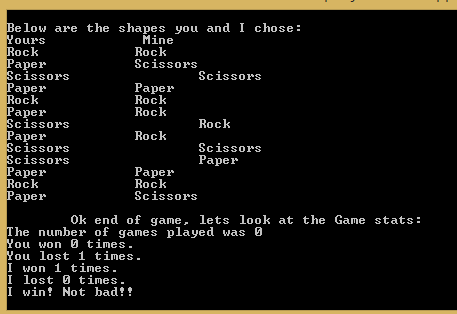 Below are the shapes you and I chose:
Yours Mine
Rock Rock
Paper Scissors
Scissors Scissors
Paper Paper
Rock Rock
Paper Rock
Scissors Rock
Paper Rock
Scissors Scissors
Scissors Paper
Paper Paper
Rock Rock
Paper Scissors
Ok end of game, lets look at the Game stats:
The number of games played was 0
You won 0 times.
You lost 1 times.
I won 1 times.
I lost 0 times.
I win! Not bad!!